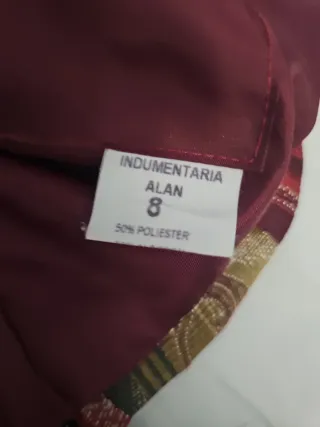 INDUMENTARIA
ALAN
8
50% POLIESTER